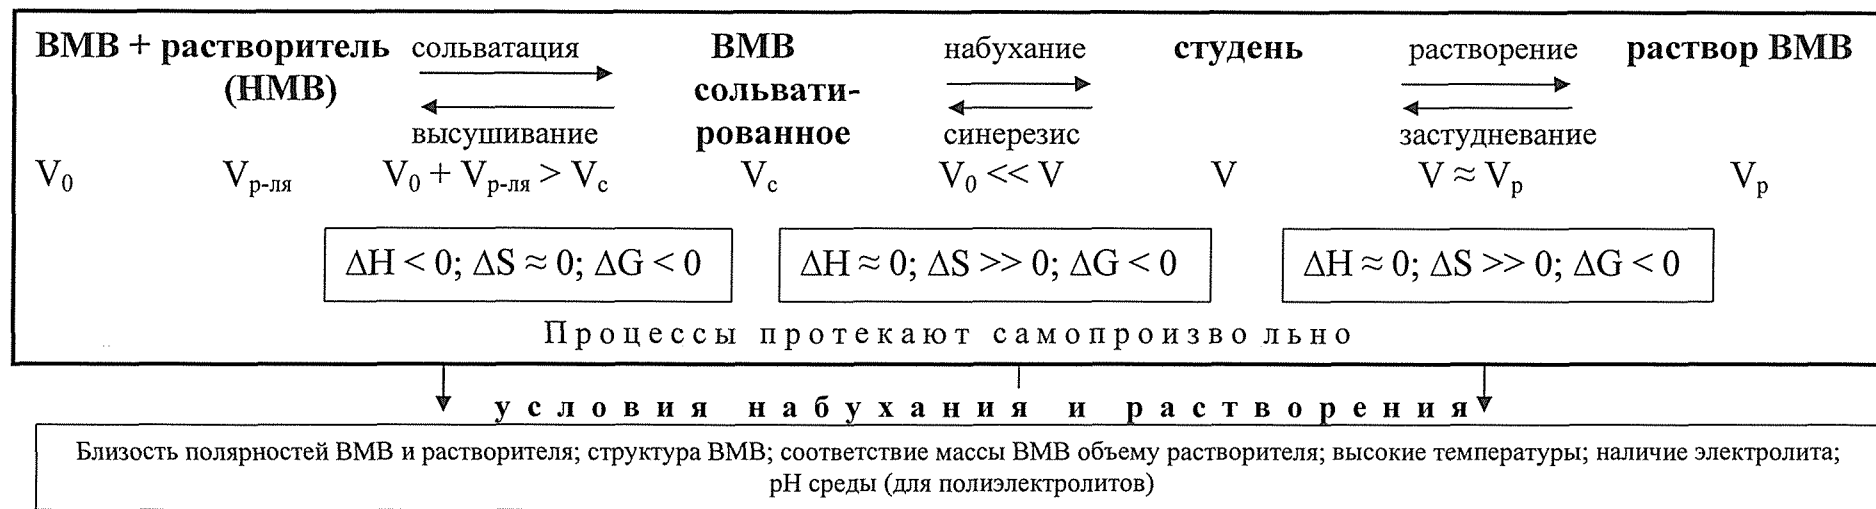 ВМВ + растворитель сольватация ВМВ набухание студень растворение раствор ВМВ
(НМВ) сольвати-
высушивание рованное синерезис застудневание
V₀ Vр-ля V₀ + Vр-ля > Vс Vс V₀ << V V V ≈ Vр Vр
ΔH < 0; ΔS ≈ 0; ΔG < 0 ΔH ≈ 0; ΔS >> 0; ΔG < 0 ΔH ≈ 0; ΔS >> 0; ΔG < 0
Процессы протекают самопроизво льно
условия набухания и растворения
Близость полярностей ВМВ и растворителя; структура ВМВ; соответствие массы ВМВ объему растворителя; высокие температуры; наличие электролита;
рН среды (для полиэлектролитов)